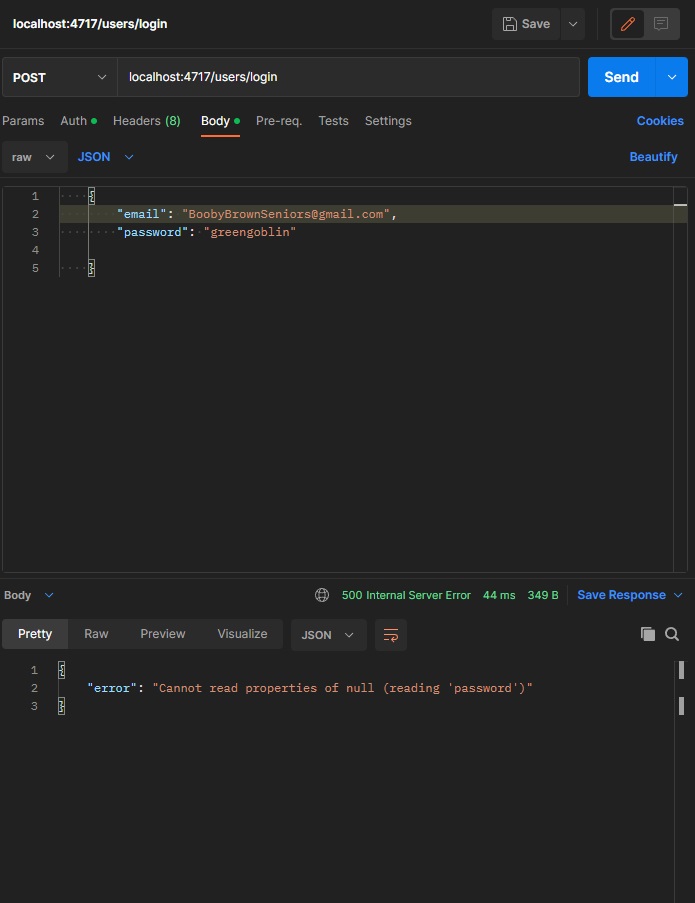 localhost:4717/users/login
Save
POST
localhost:4717/users/login
Send
Params Auth Headers (8) Body Pre-req. Tests Settings Cookies
raw JSON Beautify
1 {
2 "email": "BoobyBrownSeniors@gmail.com",
3 "password": "greengoblin"
4
5 }
Body 500 Internal Server Error 44 ms 349 B Save Response
Pretty Raw Preview Visualize JSON
1 {
2 "error": "Cannot read properties of null (reading 'password')"
3 }